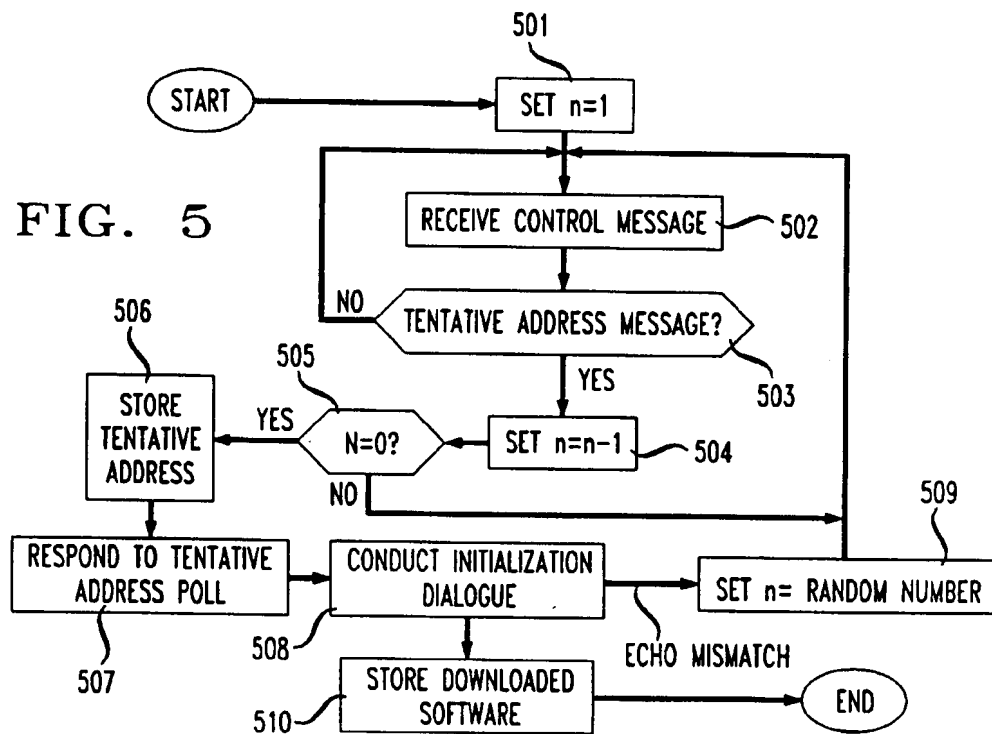 501
START
SET n=1
FIG. 5
RECEIVE CONTROL MESSAGE
502
NO
TENTATIVE ADDRESS MESSAGE?
503
506
505
YES
STORE
TENTATIVE
ADDRESS
YES
N=0?
SET n=n-1
504
NO
509
RESPOND TO TENTATIVE
ADDRESS POLL
CONDUCT INITIALIZATION
DIALOGUE
SET n= RANDOM NUMBER
507
508
ECHO MISMATCH
STORE DOWNLOADED
SOFTWARE
510
END